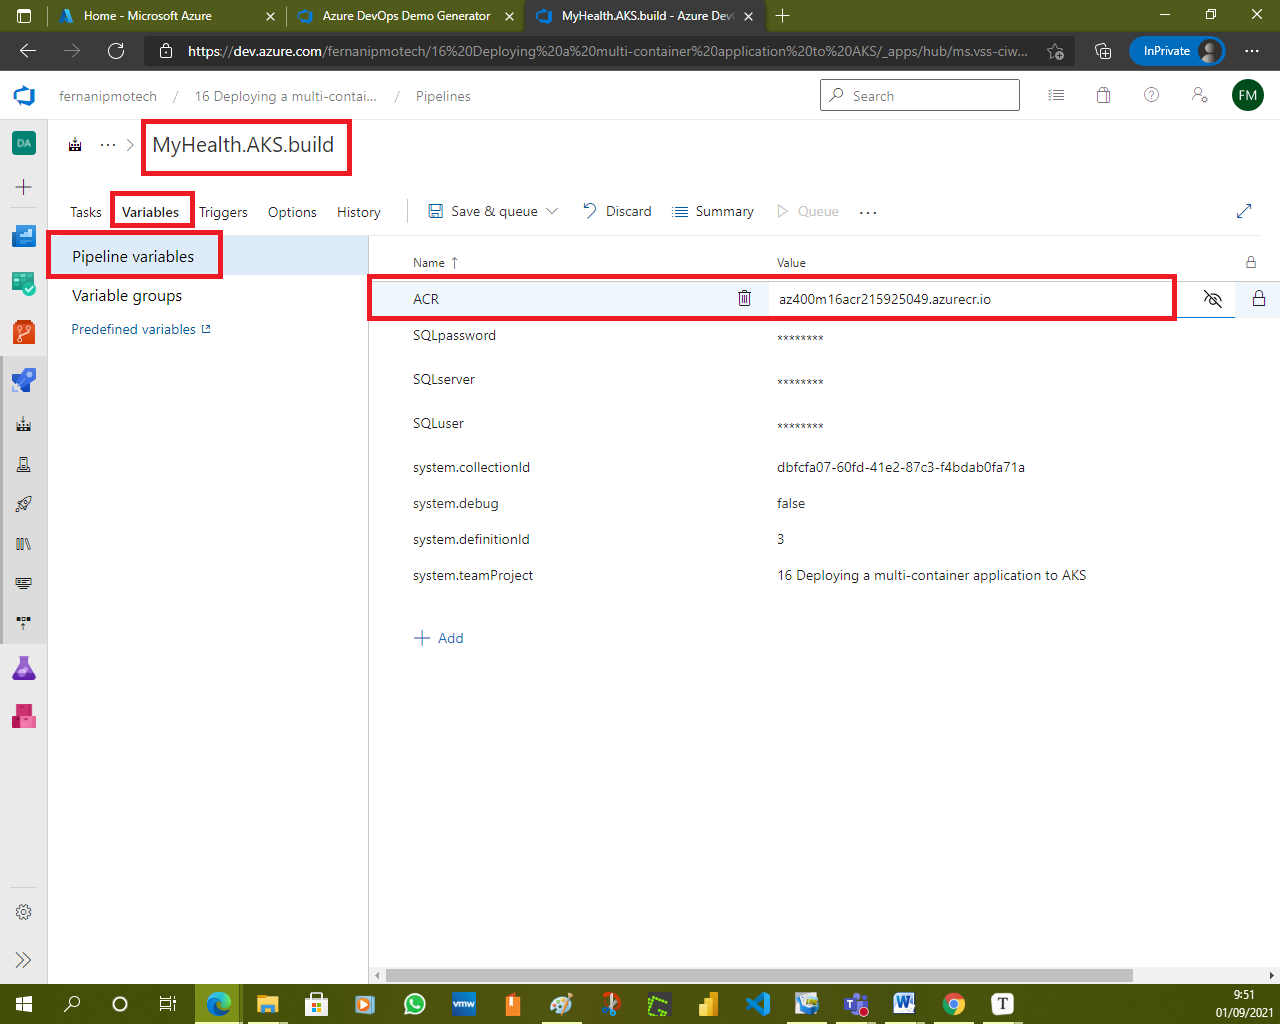 Home - Microsoft Azure
Azure DevOps Demo Generator
MyHealth.AKS.build - Azure Dev
https://dev.azure.com/fernanipmotech/16%20Deploying%20a%20multi-container%20application%20to%20AKS/_apps/hub/ms.vss-ciw...
InPrivate
fernanipmotech / 16 Deploying a multi-contai... / Pipelines
Search
FM
DA
... > MyHealth.AKS.build
Tasks Variables Triggers Options History Save & queue Discard Summary Queue ...
Pipeline variables
Variable groups
Predefined variables
Name ↑ Value
ACR az400m16acr215925049.azurecr.io
SQLpassword ********
SQLserver ********
SQLuser ********
system.collectionId dbfcfa07-60fd-41e2-87c3-f4bdab0fa71a
system.debug false
system.definitionId 3
system.teamProject 16 Deploying a multi-container application to AKS
+ Add
vmw
W
T
9:51
01/09/2021